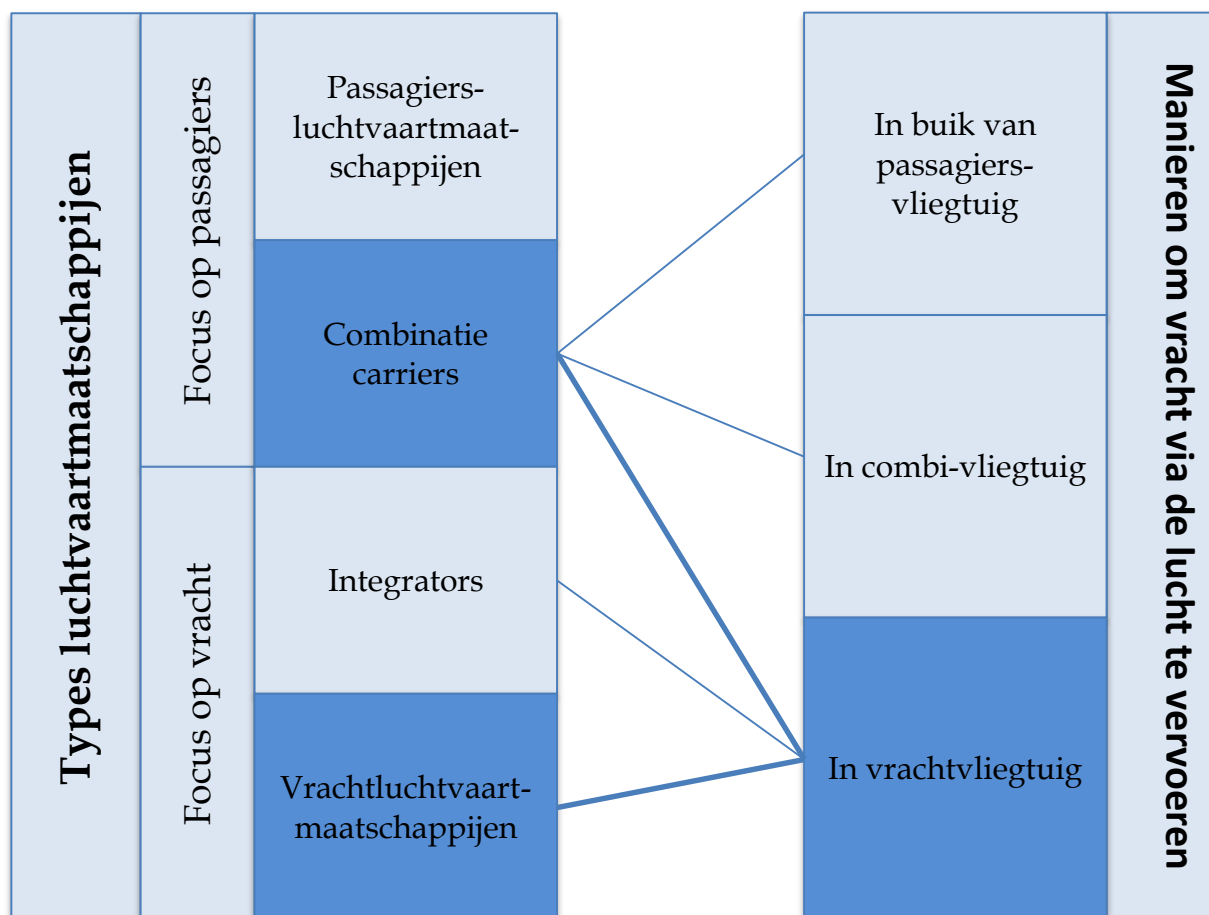 Types luchtvaartmaatschappijen
Focus op passagiers
Passagiers-
luchtvaartmaat-
schappijen
Combinatie
carriers
Focus op vracht
Integrators
Vrachtluchtvaart-
maatschappijen
In buik van
passagiers-
vliegtuig
In combi-vliegtuig
In vrachtvliegtuig
Manieren om vracht via de lucht te vervoeren